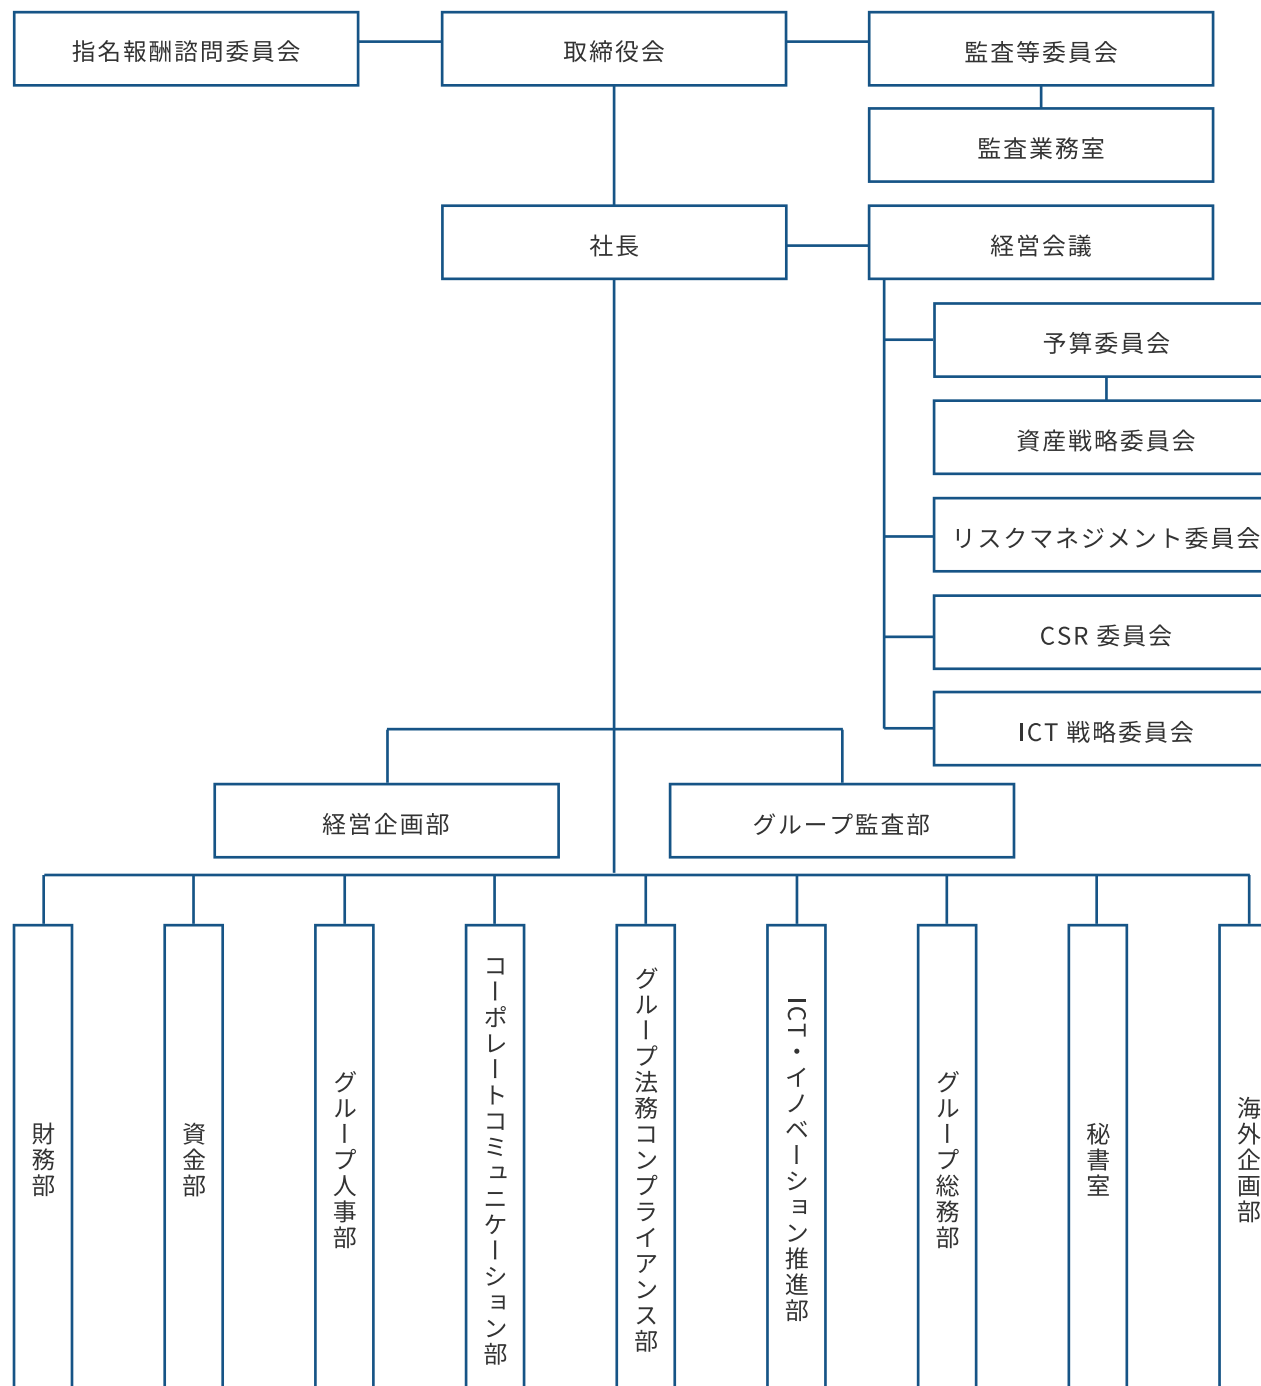 指名報酬諮問委員会
取締役会
監査等委員会
監査業務室
社長
経営会議
予算委員会
資産戦略委員会
リスクマネジメント委員会
CSR 委員会
ICT 戦略委員会
経営企画部
グループ監査部
財務部
資金部
グループ人事部
コーポレートコミュニケーション部
グループ法務コンプライアンス部
ICT・イノベーション推進部
グループ総務部
秘書室
海外企画部